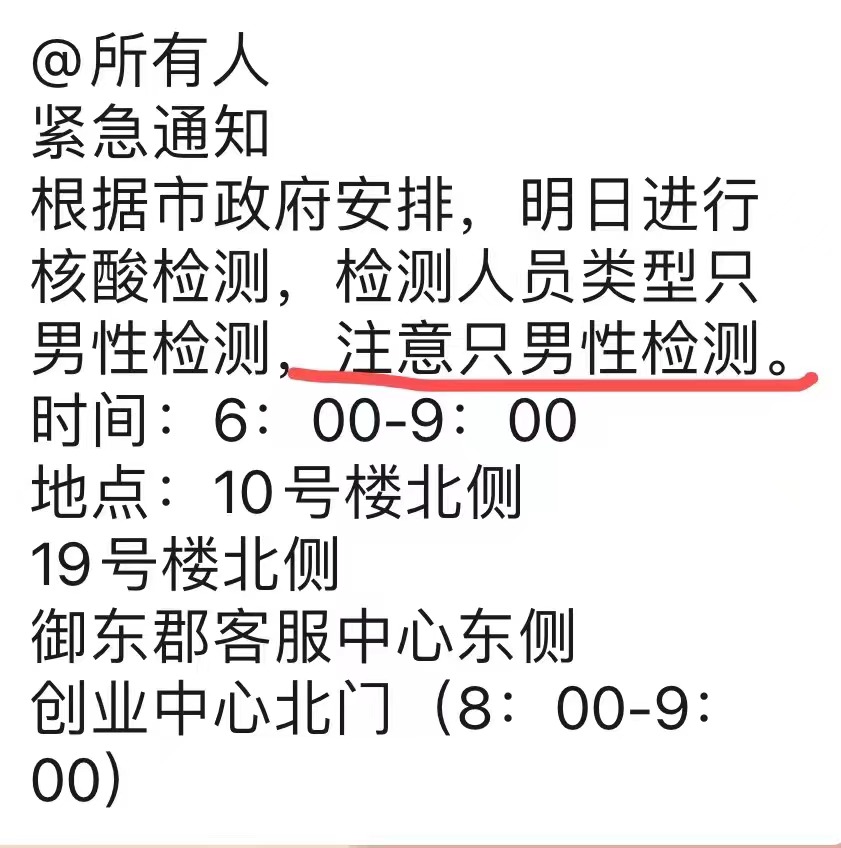 @所有人
紧急通知
根据市政府安排，明日进行
核酸检测，检测人员类型只
男性检测，注意只男性检测。
时间：6：00-9：00
地点：10号楼北侧
19号楼北侧
御东郡客服中心东侧
创业中心北门（8：00-9：
00）